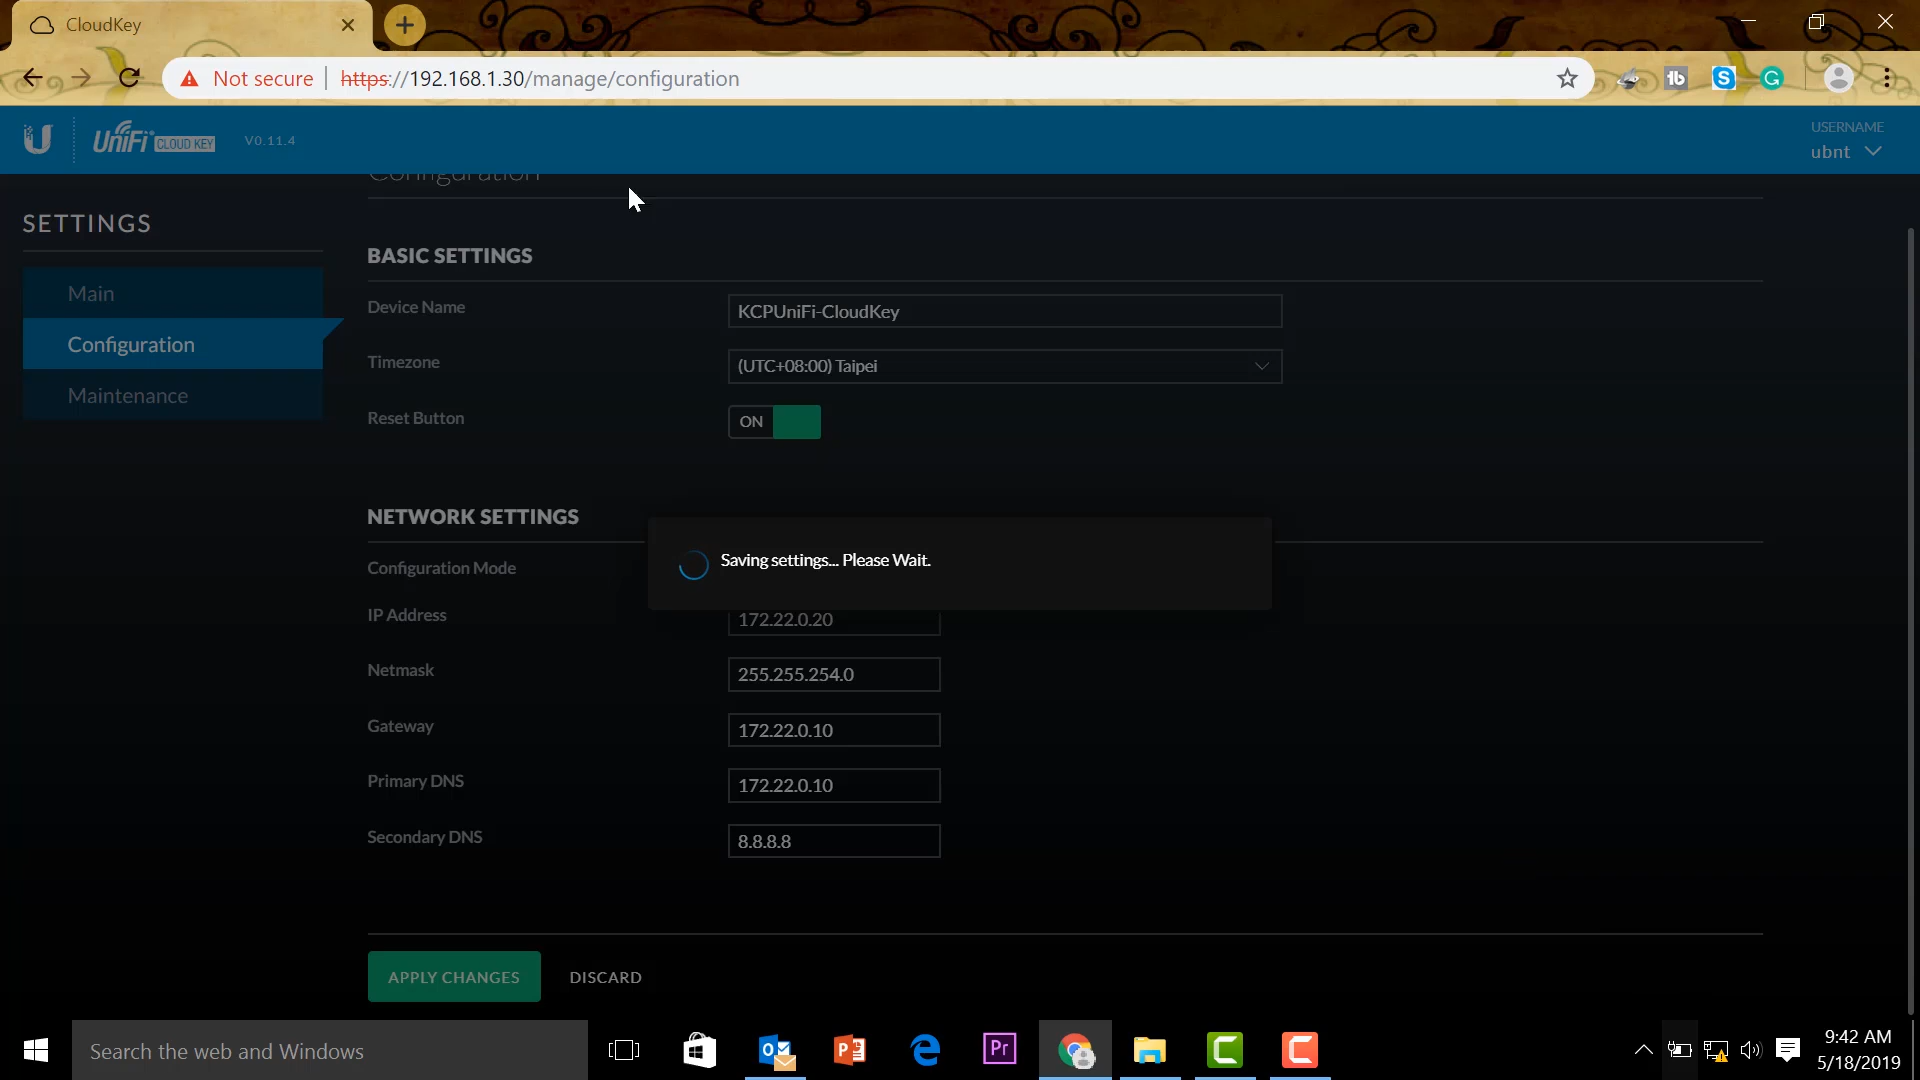 CloudKey
Not secure https://192.168.1.30/manage/configuration
UniFi CLOUD KEY V0.11.4
USERNAME
ubnt
Configuration
SETTINGS
Main
Configuration
Maintenance
BASIC SETTINGS
Device Name KCPUniFi-CloudKey
Timezone (UTC+08:00) Taipei
Reset Button ON
NETWORK SETTINGS
Saving settings... Please Wait.
Configuration Mode
IP Address 172.22.0.20
Netmask 255.255.254.0
Gateway 172.22.0.10
Primary DNS 172.22.0.10
Secondary DNS 8.8.8.8
APPLY CHANGES DISCARD
Search the web and Windows
9:42 AM
5/18/2019